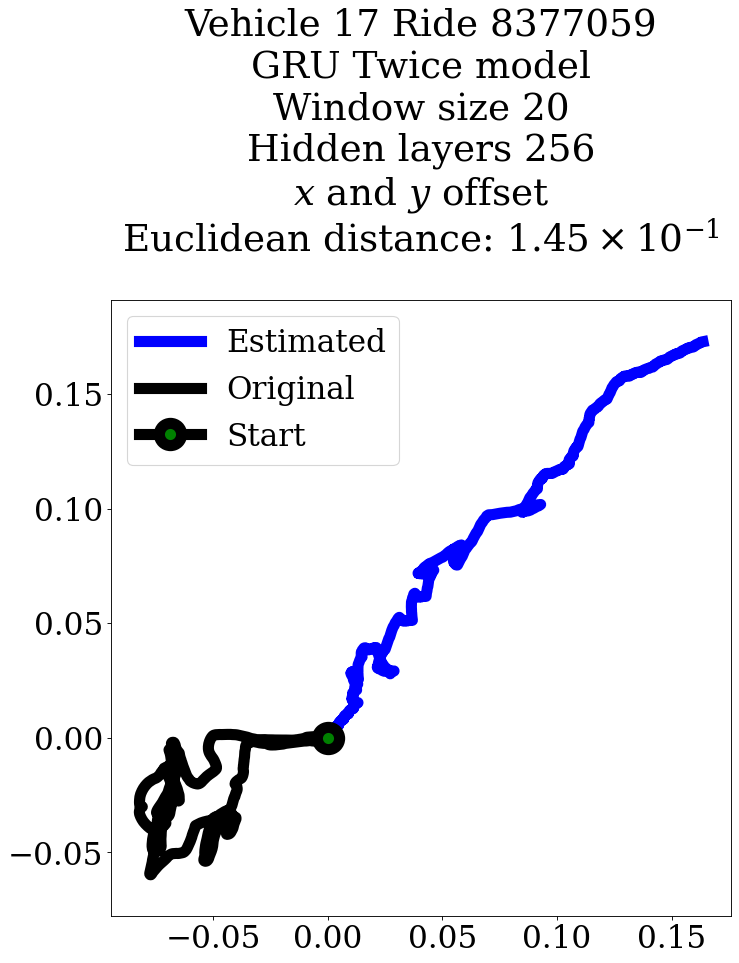 Vehicle 17 Ride 8377059
GRU Twice model
Window size 20
Hidden layers 256
x and y offset
Euclidean distance: 1.45 × 10⁻¹
Estimated
Original
Start
0.15
0.10
0.05
0.00
−0.05
−0.05 0.00 0.05 0.10 0.15